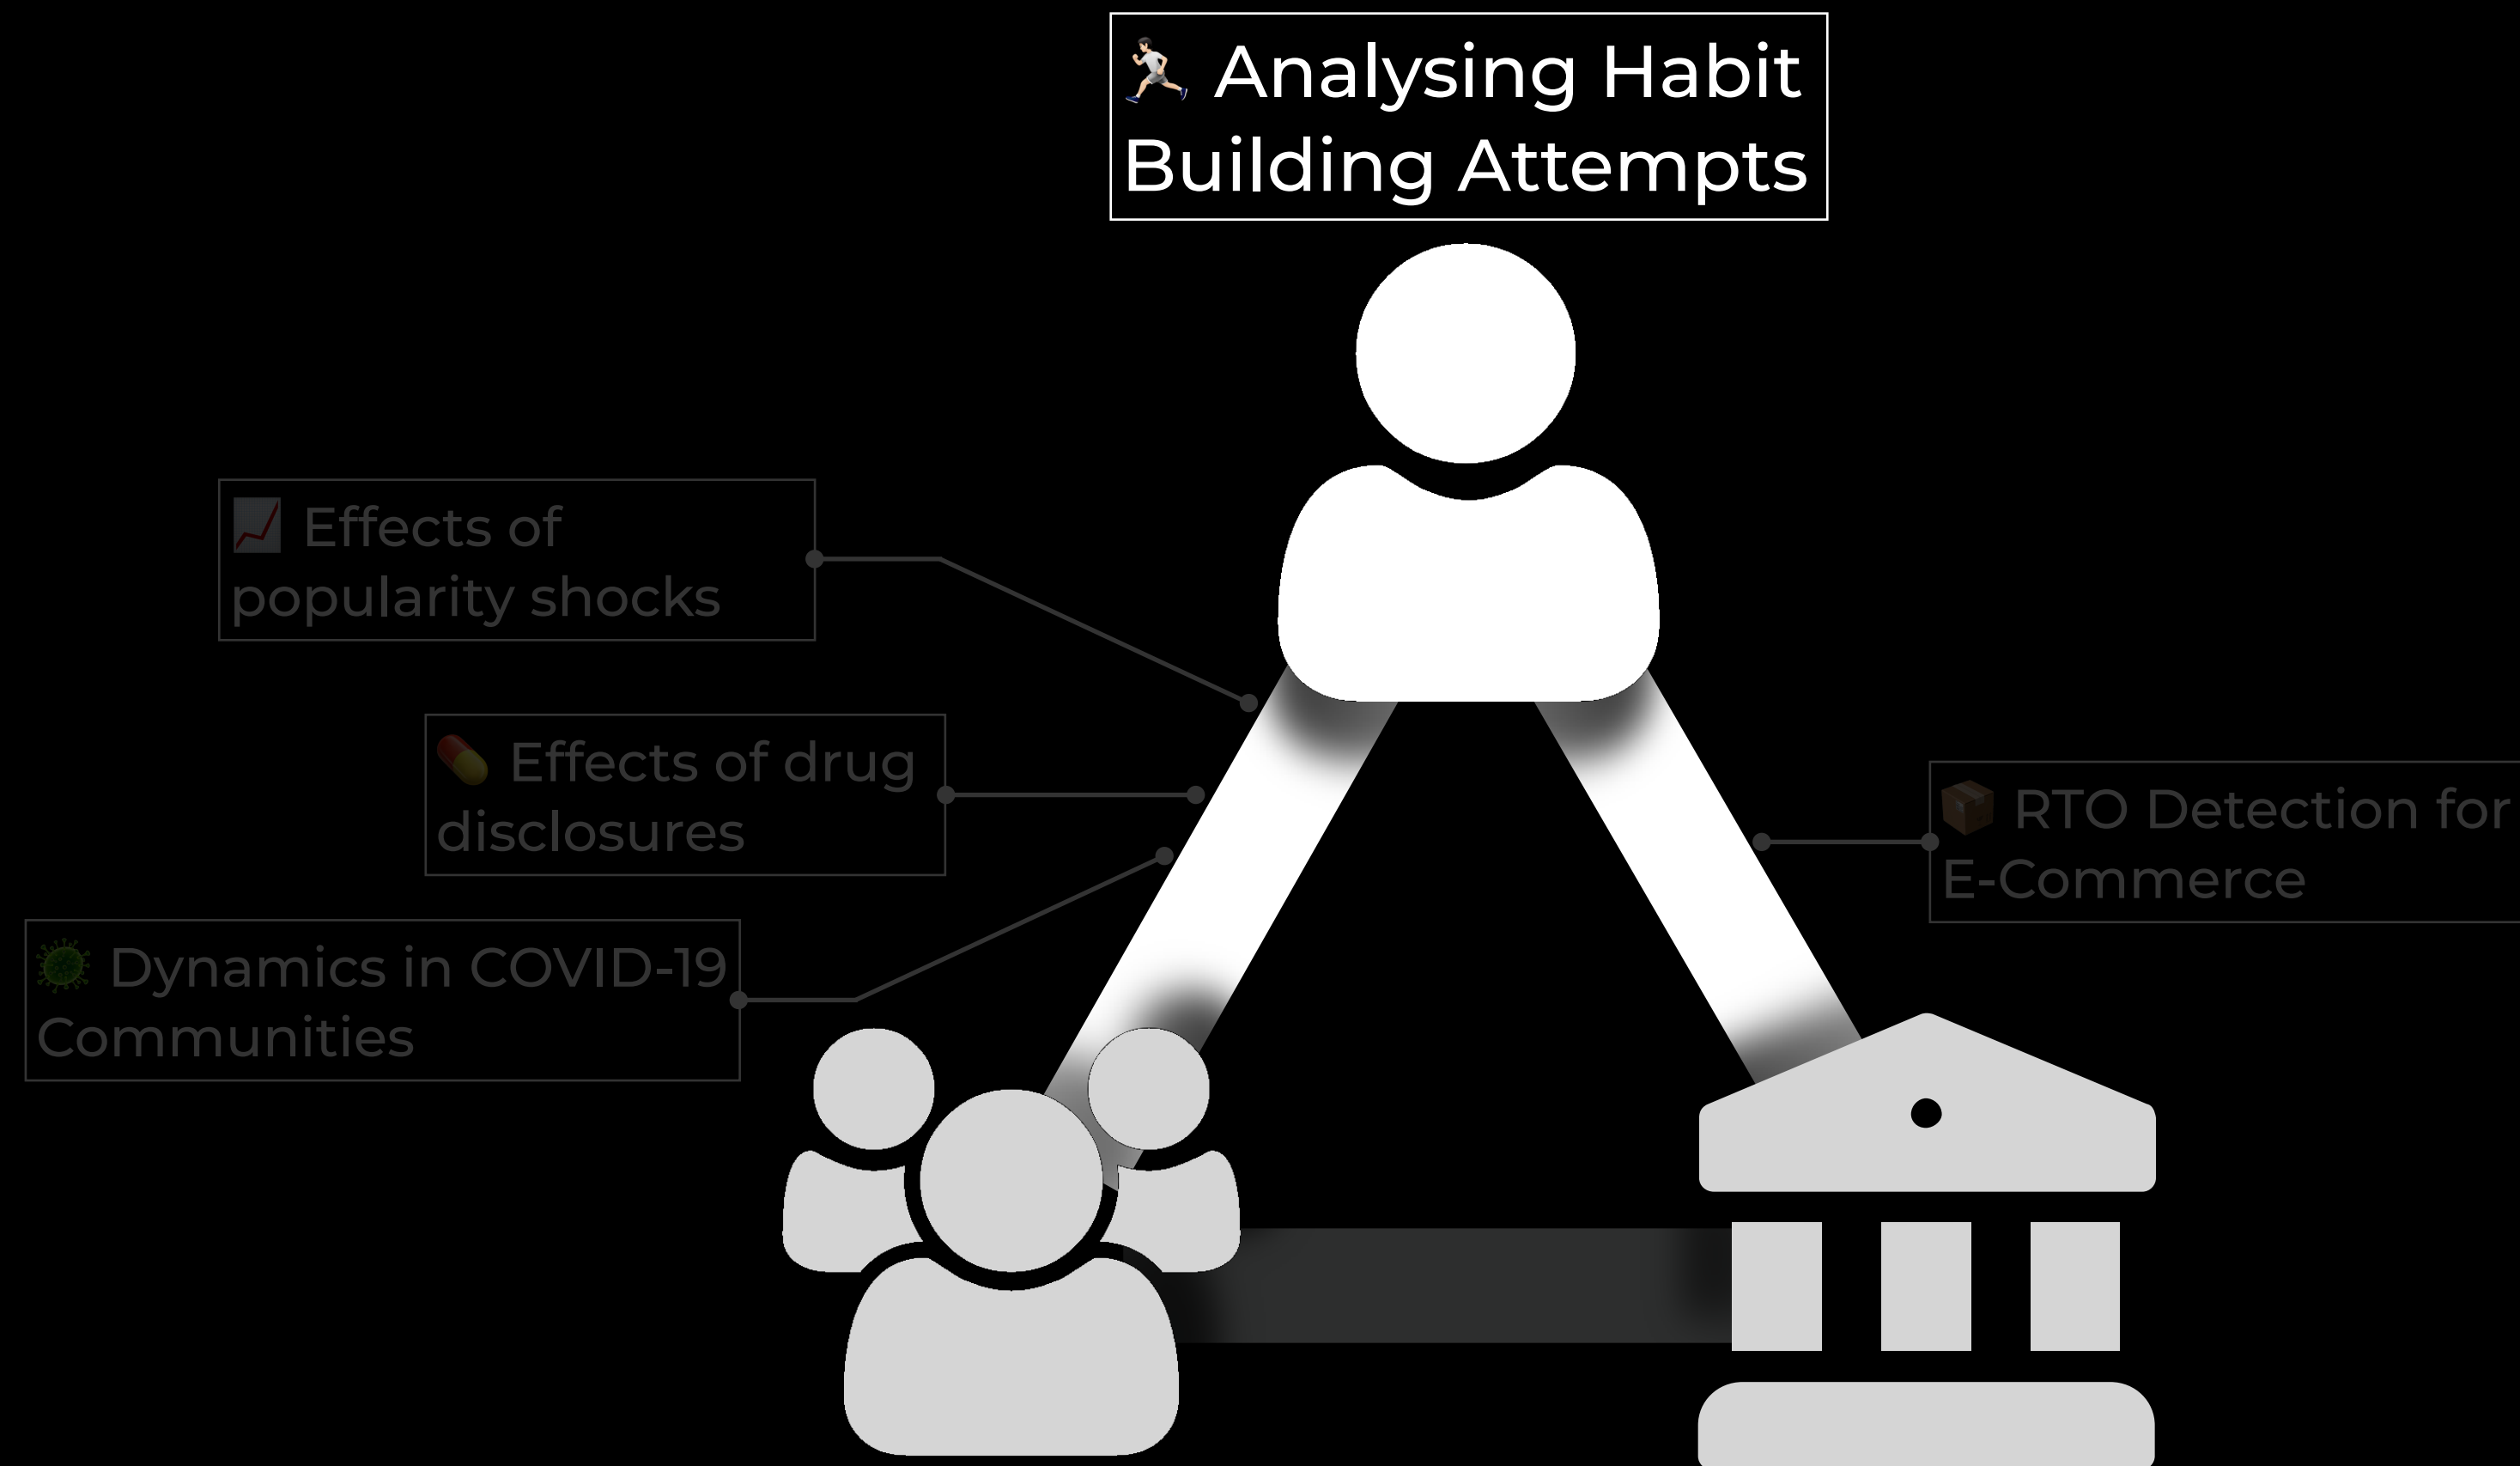 Analysing Habit
Building Attempts
Effects of
popularity shocks
Effects of drug
disclosures
RTO Detection for
E-Commerce
Dynamics in COVID-19
Communities